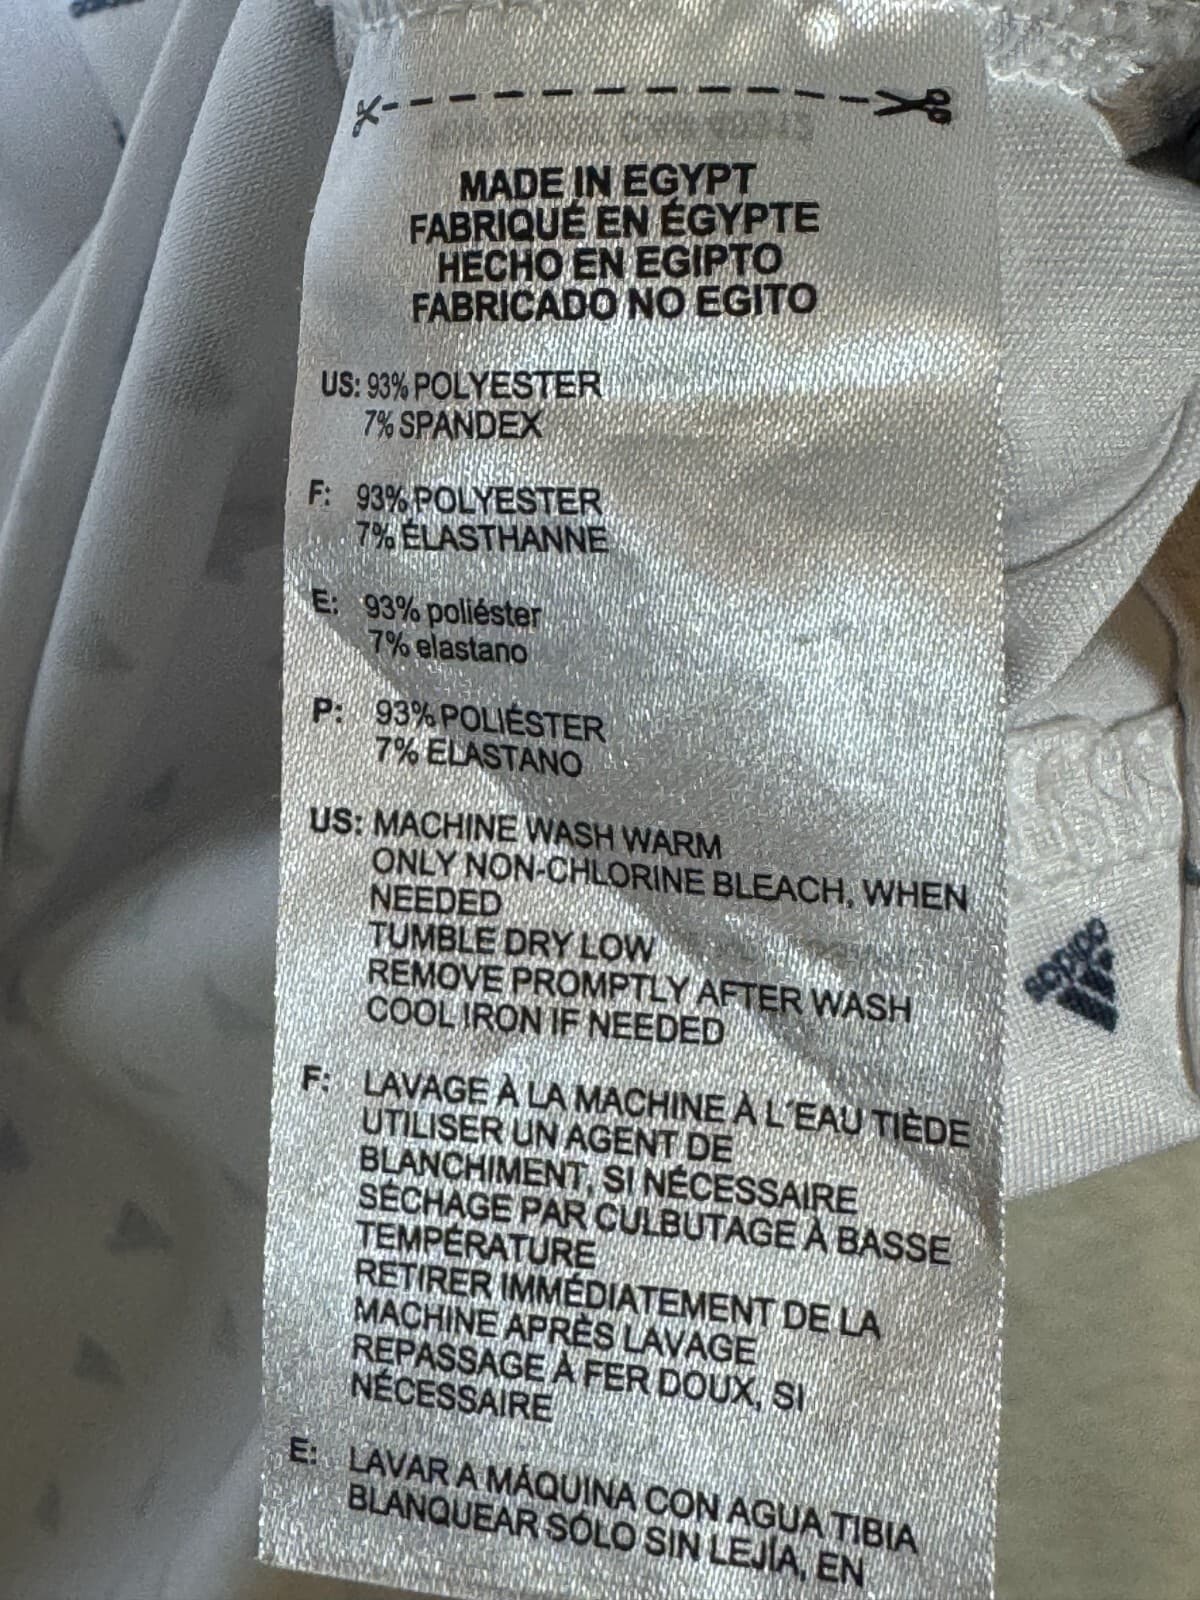 MADE IN EGYPT
FABRIQUÉ EN ÉGYPTE
HECHO EN EGIPTO
FABRICADO NO EGITO
US: 93% POLYESTER
7% SPANDEX
F: 93% POLYESTER
7% ÉLASTHANNE
E: 93% poliéster
7% elastano
P: 93% POLIÉSTER
7% ELASTANO
US: MACHINE WASH WARM
ONLY NON-CHLORINE BLEACH, WHEN
NEEDED
TUMBLE DRY LOW
REMOVE PROMPTLY AFTER WASH
COOL IRON IF NEEDED
F: LAVAGE À LA MACHINE À L'EAU TIÈDE
UTILISER UN AGENT DE
BLANCHIMENT, SI NÉCESSAIRE
SÉCHAGE PAR CULBUTAGE À BASSE
TEMPÉRATURE
RETIRER IMMÉDIATEMENT DE LA
MACHINE APRÈS LAVAGE
REPASSAGE À FER DOUX, SI
NÉCESSAIRE
E: LAVAR A MÁQUINA CON AGUA TIBIA
BLANQUEAR SÓLO SIN LEJÍA, EN
adidas